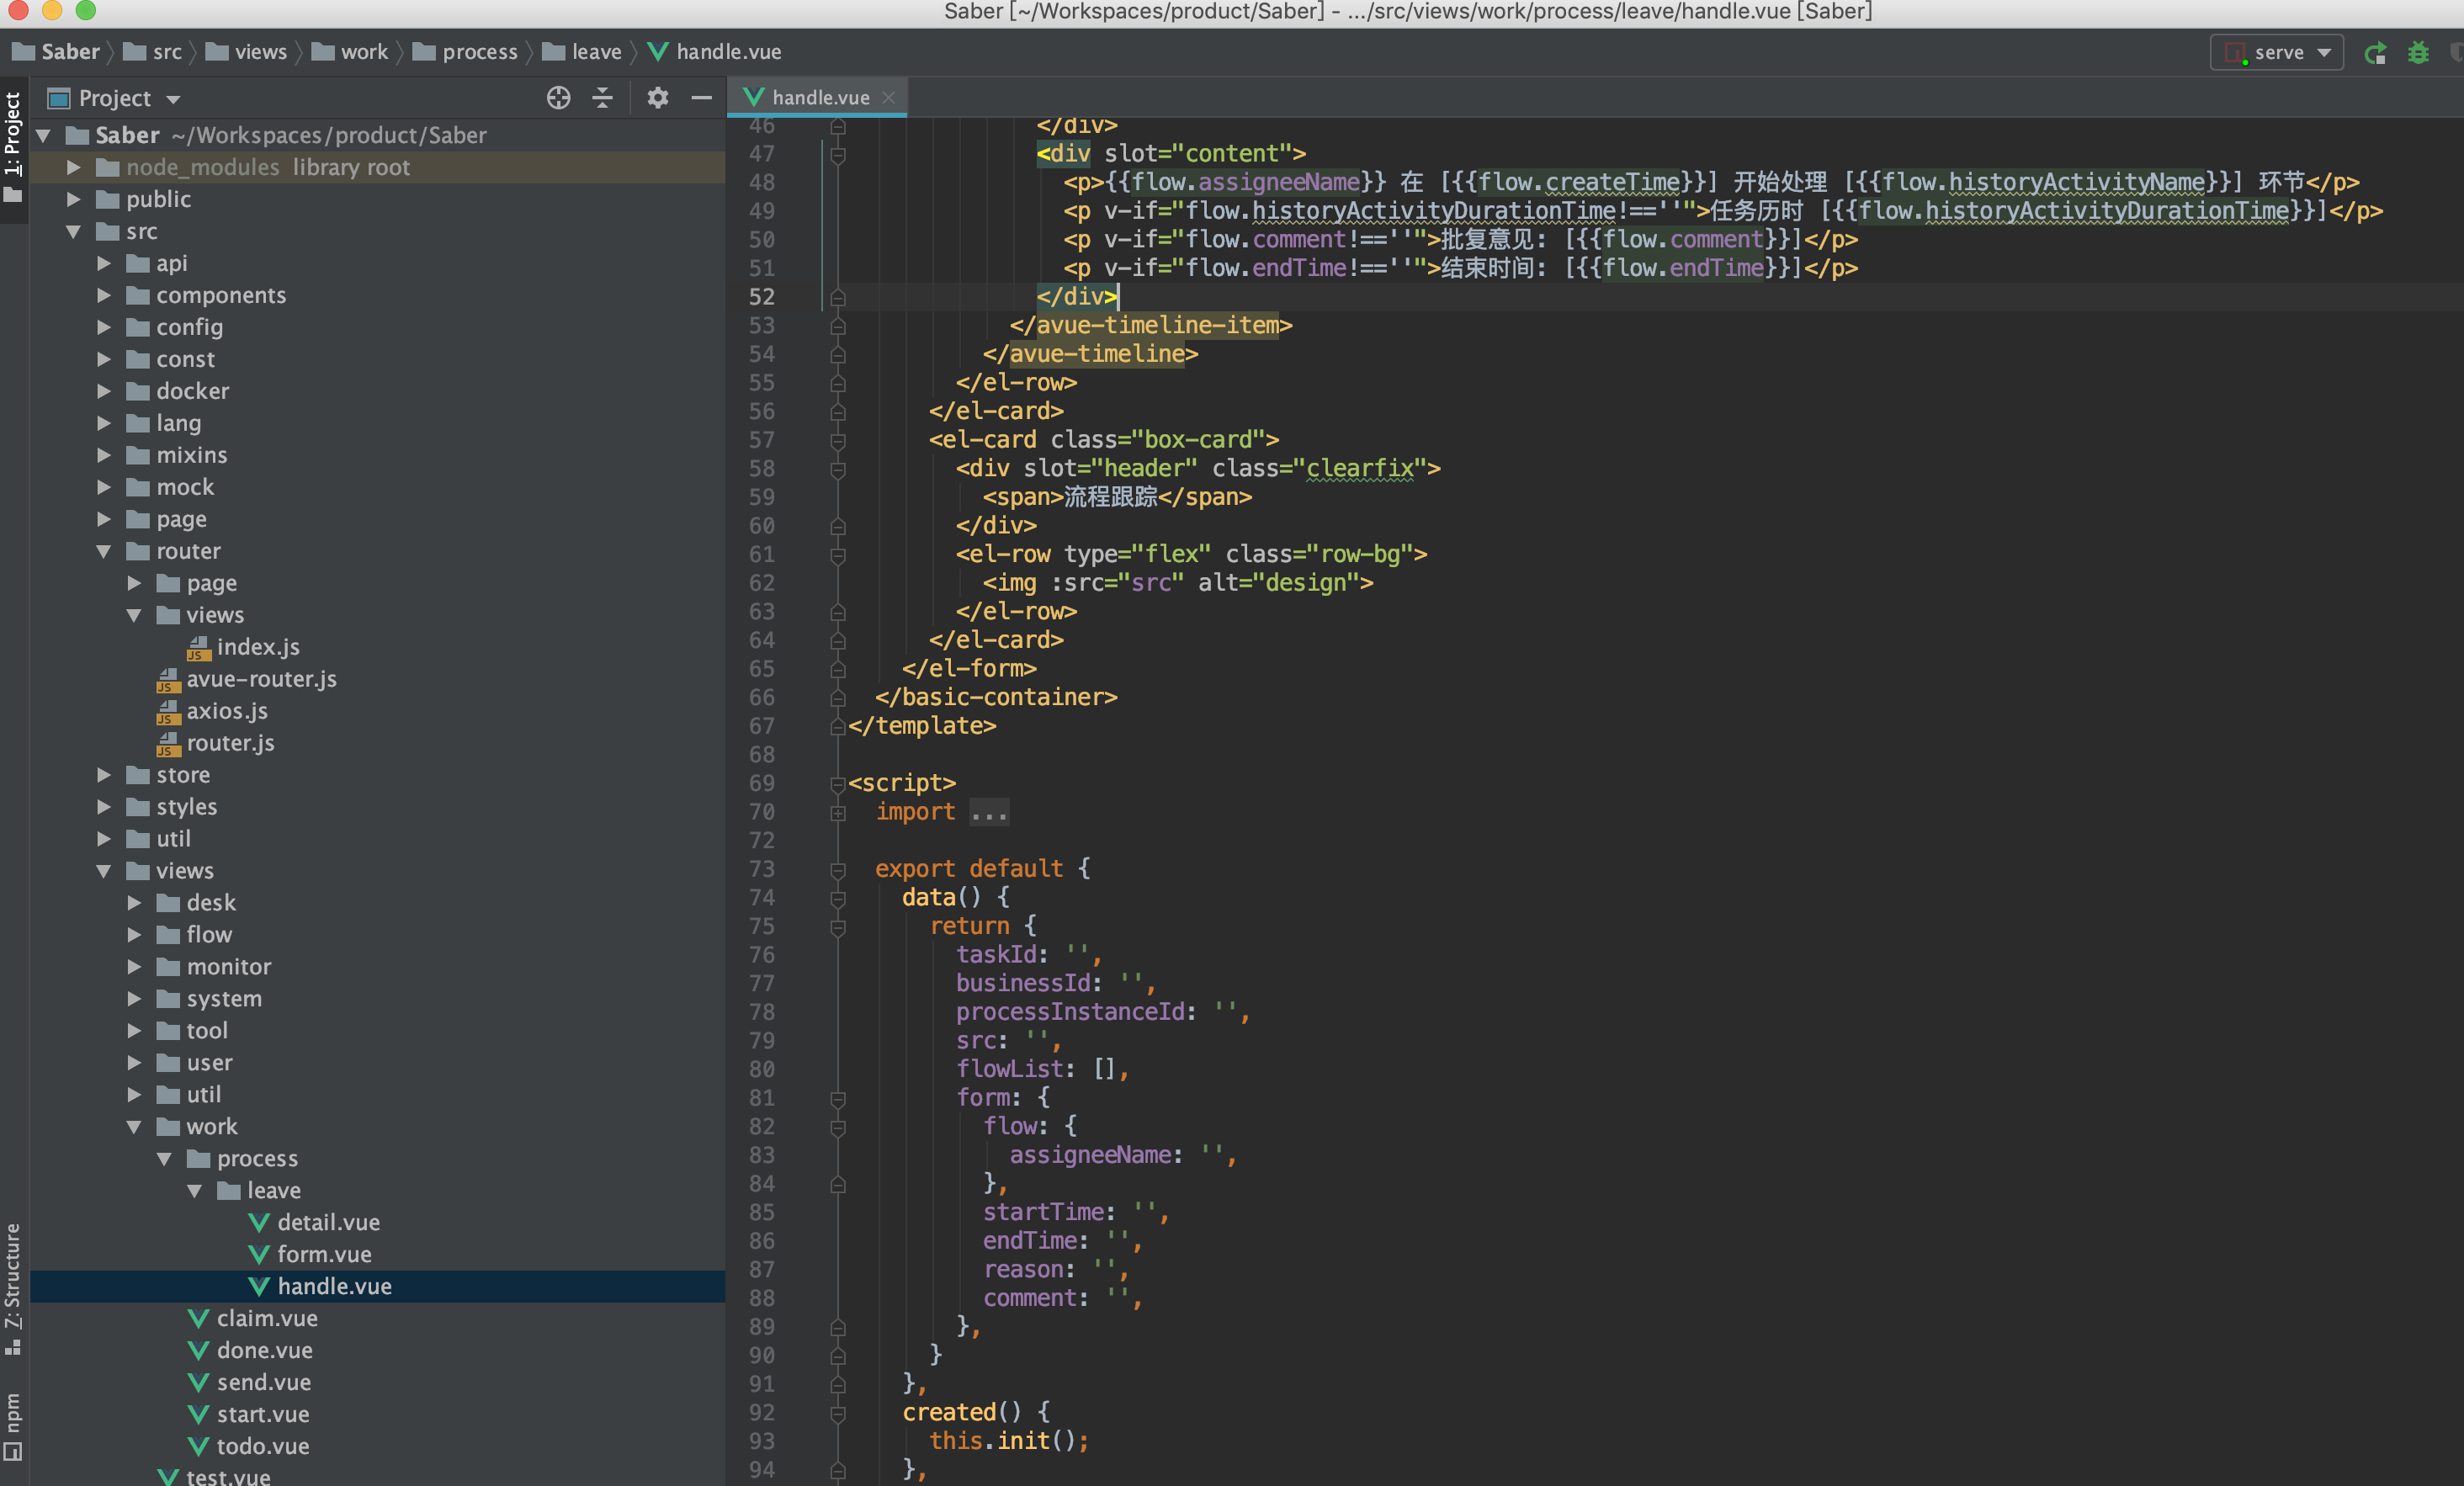 Saber [~/Workspaces/product/Saber] - .../src/views/work/process/leave/handle.vue [Saber]
Saber src views work process leave handle.vue serve
1: Project
Z: Structure
npm
Project
Saber ~/Workspaces/product/Saber
node_modules library root
public
src
api
components
config
const
docker
lang
mixins
mock
page
router
page
views
index.js
avue-router.js
axios.js
router.js
store
styles
util
views
desk
flow
monitor
system
tool
user
util
work
process
leave
detail.vue
form.vue
handle.vue
claim.vue
done.vue
send.vue
start.vue
todo.vue
test.vue
handle.vue
46 </div>
47 <div slot="content">
48 <p>{{flow.assigneeName}} 在 [{{flow.createTime}}] 开始处理 [{{flow.historyActivityName}}] 环节</p>
49 <p v-if="flow.historyActivityDurationTime!==''">任务历时 [{{flow.historyActivityDurationTime}}]</p>
50 <p v-if="flow.comment!==''">批复意见: [{{flow.comment}}]</p>
51 <p v-if="flow.endTime!==''">结束时间: [{{flow.endTime}}]</p>
52 </div>
53 </avue-timeline-item>
54 </avue-timeline>
55 </el-row>
56 </el-card>
57 <el-card class="box-card">
58 <div slot="header" class="clearfix">
59 <span>流程跟踪</span>
60 </div>
61 <el-row type="flex" class="row-bg">
62 <img :src="src" alt="design">
63 </el-row>
64 </el-card>
65 </el-form>
66 </basic-container>
67 </template>
68
69 <script>
70 import ...
72
73 export default {
74 data() {
75 return {
76 taskId: '',
77 businessId: '',
78 processInstanceId: '',
79 src: '',
80 flowList: [],
81 form: {
82 flow: {
83 assigneeName: '',
84 },
85 startTime: '',
86 endTime: '',
87 reason: '',
88 comment: '',
89 },
90 }
91 },
92 created() {
93 this.init();
94 },